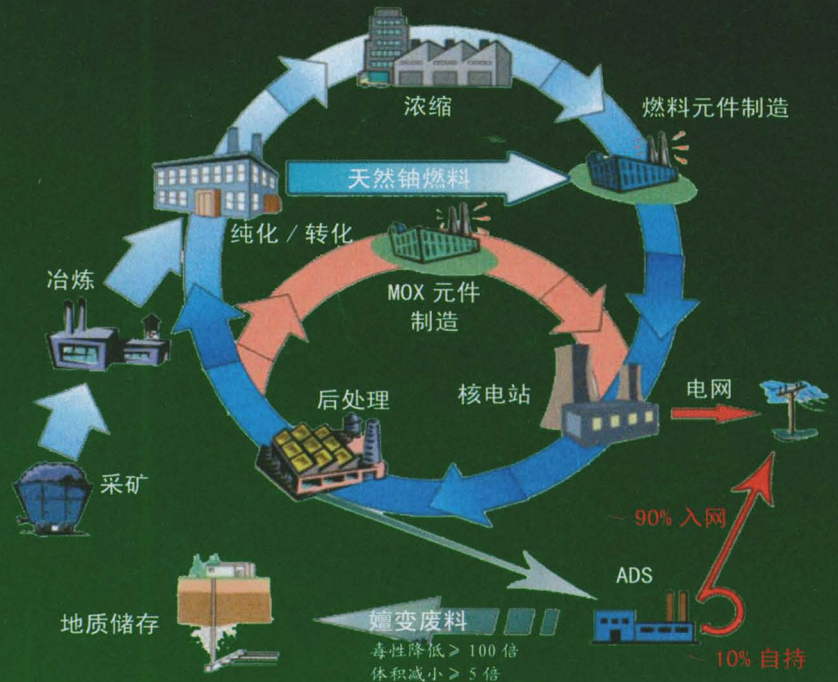 浓缩
燃料元件制造
天然铀燃料
纯化/转化
冶炼
MOX 元件
制造
后处理
核电站
电网
采矿
~ 90% 入网
ADS
地质储存
嬗变废料
毒性降低≥100倍
体积减小≥5倍
~ 10% 自持